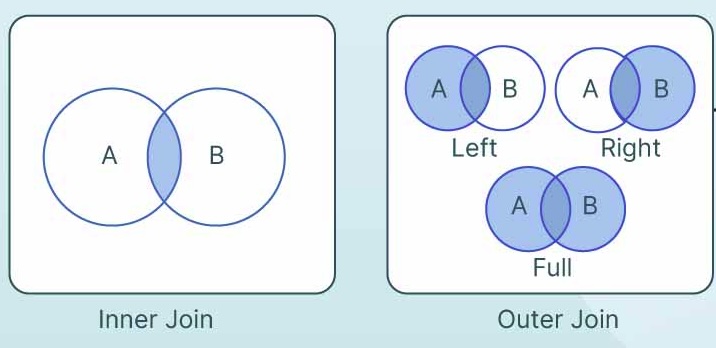 A B
Inner Join
A B
Left
A B
Right
A B
Full
Outer Join